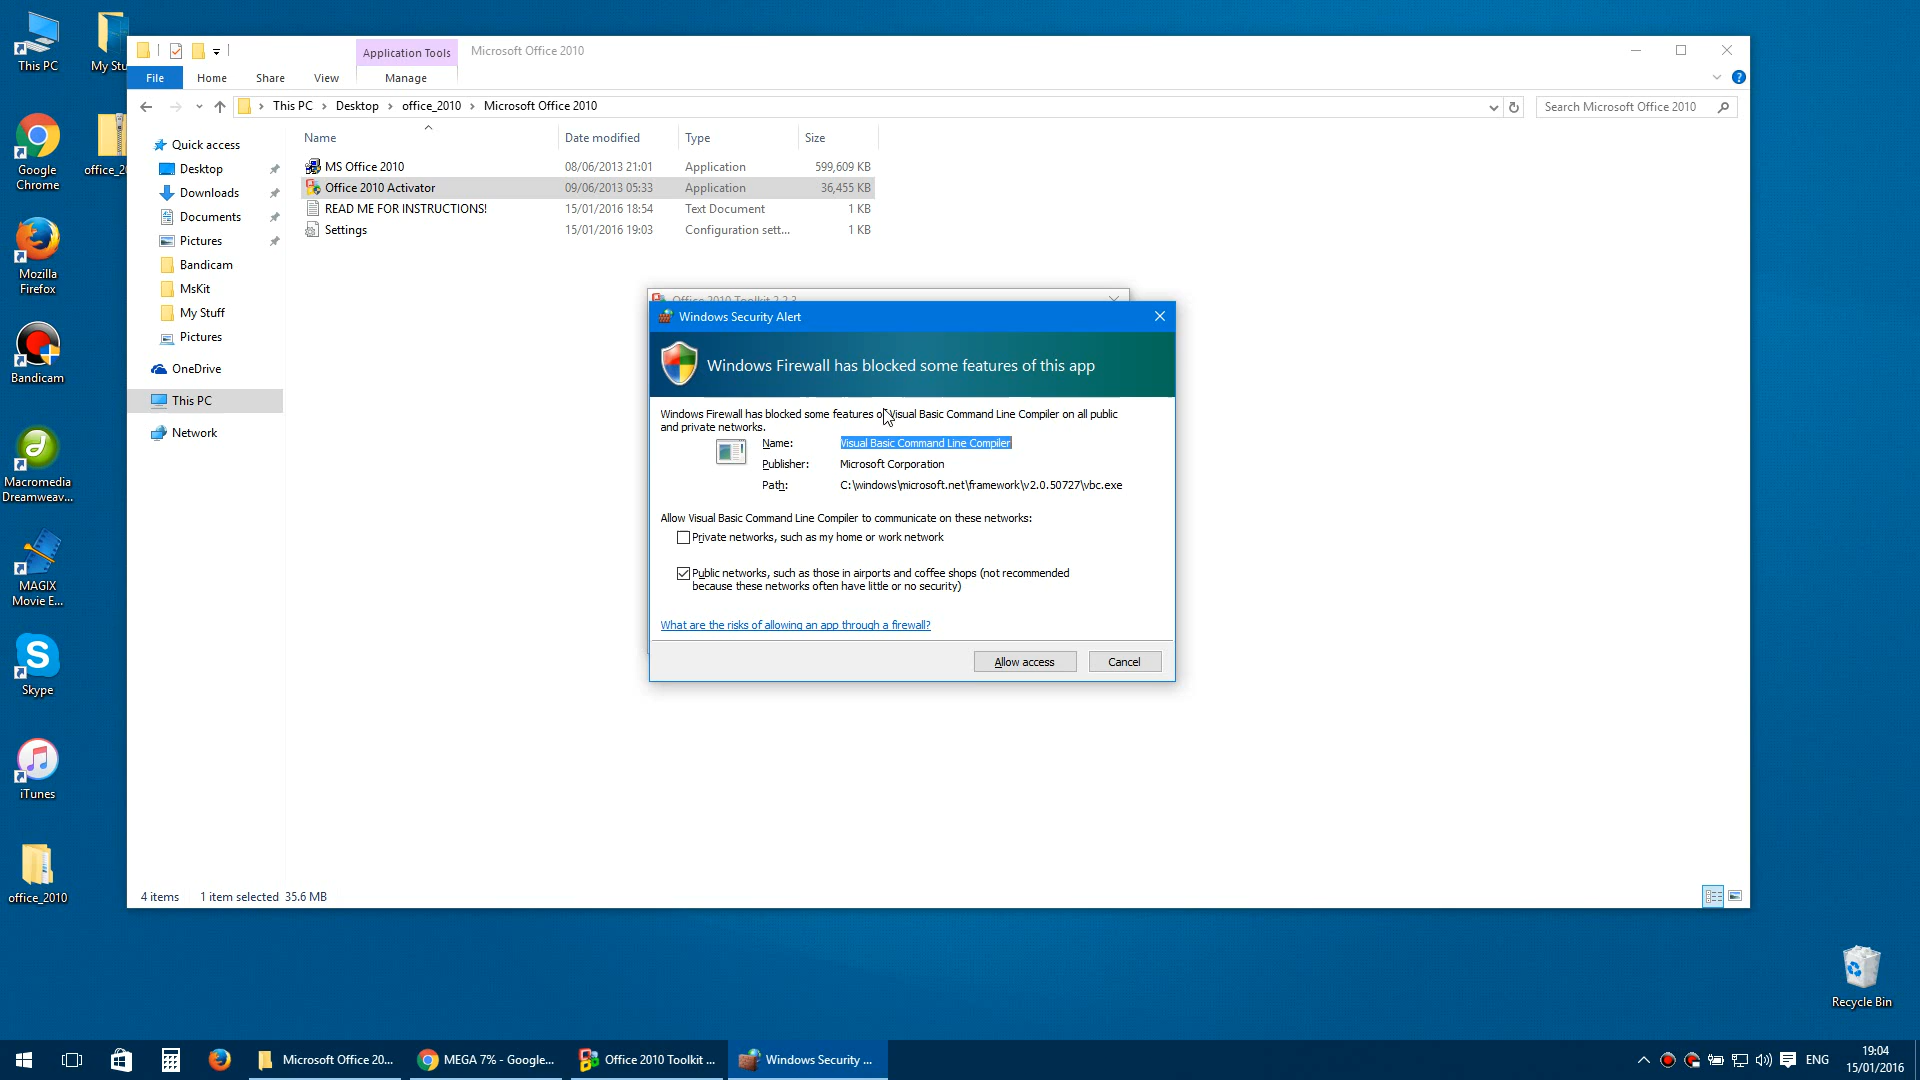 This PC
My Stu
Google
Chrome
office_20
Mozilla
Firefox
Bandicam
Macromedia
Dreamweav...
MAGIX
Movie E...
Skype
iTunes
office_2010
Application Tools
Microsoft Office 2010
File
Home
Share
View
Manage
This PC
Desktop
office_2010
Microsoft Office 2010
Search Microsoft Office 2010
Quick access
Desktop
Downloads
Documents
Pictures
Bandicam
MsKit
My Stuff
Pictures
OneDrive
This PC
Network
Name
Date modified
Type
Size
MS Office 2010 08/06/2013 21:01 Application 599,609 KB
Office 2010 Activator 09/06/2013 05:33 Application 36,455 KB
READ ME FOR INSTRUCTIONS! 15/01/2016 18:54 Text Document 1 KB
Settings 15/01/2016 19:03 Configuration sett... 1 KB
Office 2010 Toolkit 2.2.3
Windows Security Alert
Windows Firewall has blocked some features of this app
Windows Firewall has blocked some features of Visual Basic Command Line Compiler on all public
and private networks.
Name: Visual Basic Command Line Compiler
Publisher: Microsoft Corporation
Path: C:\windows\microsoft.net\framework\v2.0.50727\vbc.exe
Allow Visual Basic Command Line Compiler to communicate on these networks:
Private networks, such as my home or work network
Public networks, such as those in airports and coffee shops (not recommended
because these networks often have little or no security)
What are the risks of allowing an app through a firewall?
Allow access
Cancel
4 items
1 item selected 35.6 MB
Recycle Bin
Microsoft Office 20...
MEGA 7% - Google...
Office 2010 Toolkit ...
Windows Security ...
ENG
19:04
15/01/2016